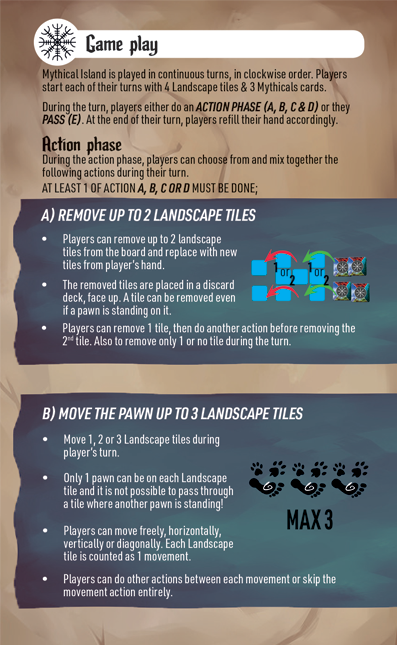 Game play
Mythical Island is played in continuous turns, in clockwise order. Players
start each of their turns with 4 Landscape tiles & 3 Mythicals cards.
During the turn, players either do an ACTION PHASE (A, B, C & D) or they
PASS (E). At the end of their turn, players refill their hand accordingly.
Action phase
During the action phase, players can choose from and mix together the
following actions during their turn.
AT LEAST 1 OF ACTION A, B, C OR D MUST BE DONE;
A) REMOVE UP TO 2 LANDSCAPE TILES
• Players can remove up to 2 landscape
tiles from the board and replace with new
tiles from player's hand.
• The removed tiles are placed in a discard
deck, face up. A tile can be removed even
if a pawn is standing on it.
1 or 2
1 or 2
• Players can remove 1 tile, then do another action before removing the
2nd tile. Also to remove only 1 or no tile during the turn.
B) MOVE THE PAWN UP TO 3 LANDSCAPE TILES
• Move 1, 2 or 3 Landscape tiles during
player's turn.
• Only 1 pawn can be on each Landscape
tile and it is not possible to pass through
a tile where another pawn is standing!
MAX 3
• Players can move freely, horizontally,
vertically or diagonally. Each Landscape
tile is counted as 1 movement.
• Players can do other actions between each movement or skip the
movement action entirely.